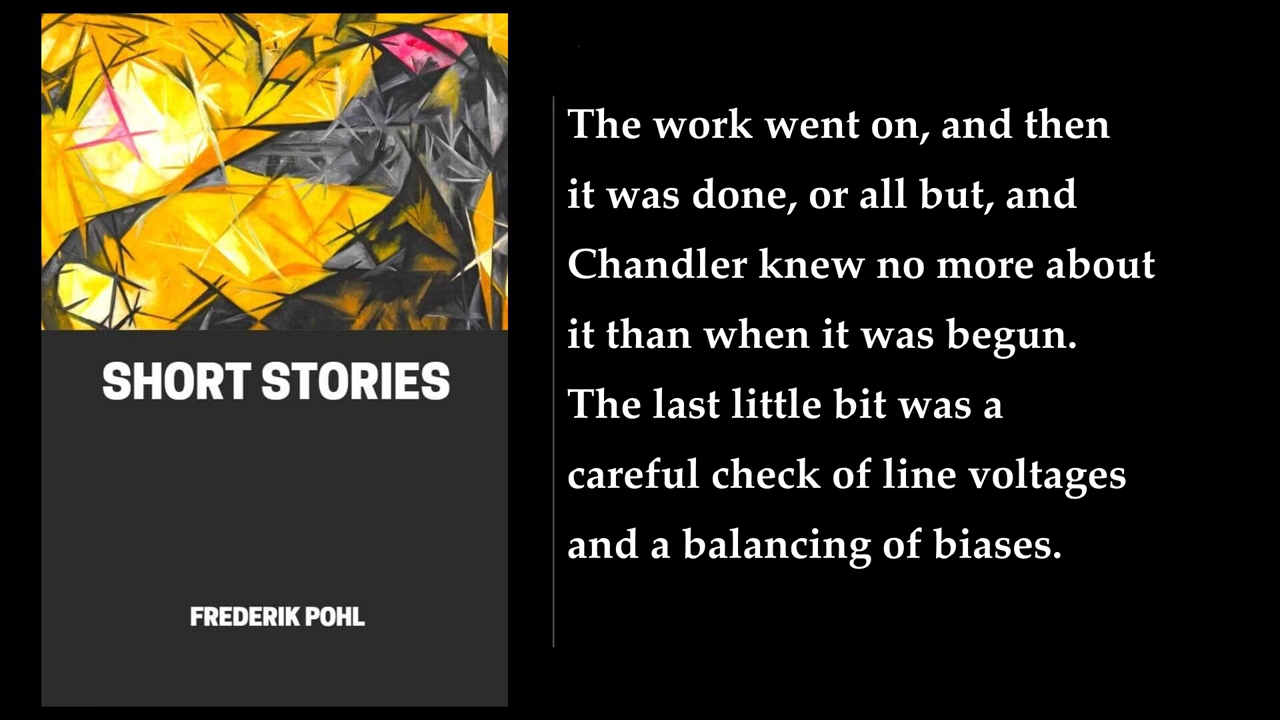 SHORT STORIES
FREDERIK POHL
The work went on, and then
it was done, or all but, and
Chandler knew no more about
it than when it was begun.
The last little bit was a
careful check of line voltages
and a balancing of biases.